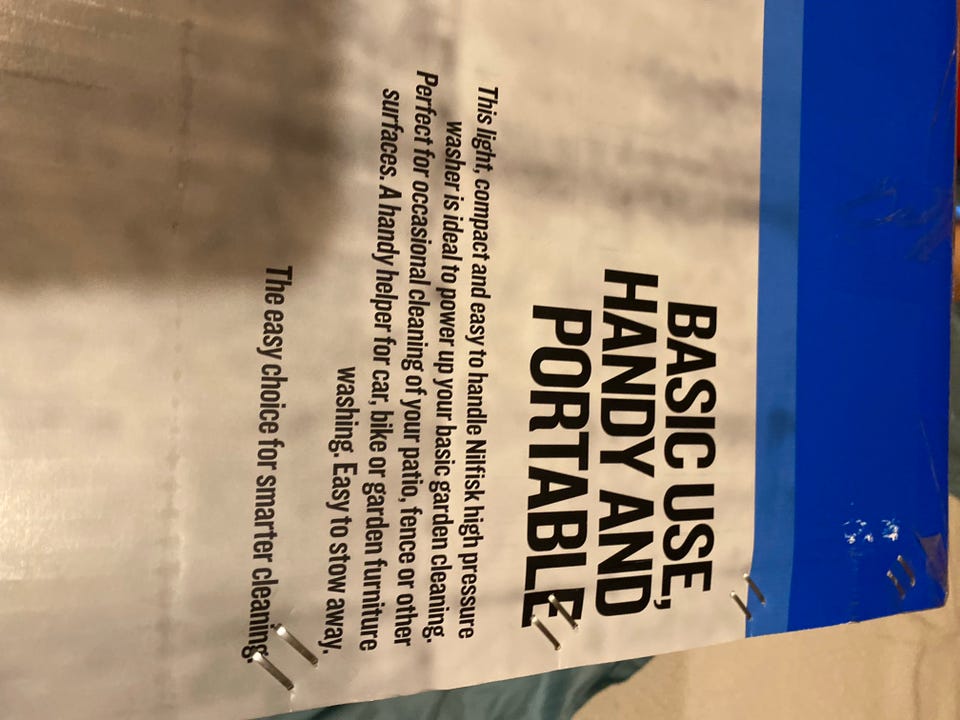 BASIC USE,
HANDY AND
PORTABLE
This light, compact and easy to handle Nilfisk high pressure
washer is ideal to power up your basic garden cleaning.
Perfect for occasional cleaning of your patio, fence or other
surfaces. A handy helper for car, bike or garden furniture
washing. Easy to stow away.
The easy choice for smarter cleaning.